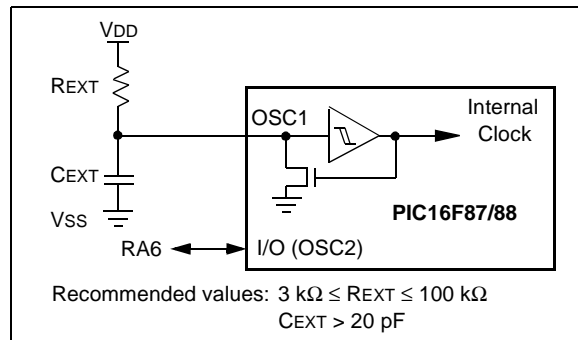 VDD
REXT
OSC1
Internal
Clock
CEXT
VSS
PIC16F87/88
RA6
I/O (OSC2)
Recommended values: 3 kΩ ≤ REXT ≤ 100 kΩ
CEXT > 20 pF